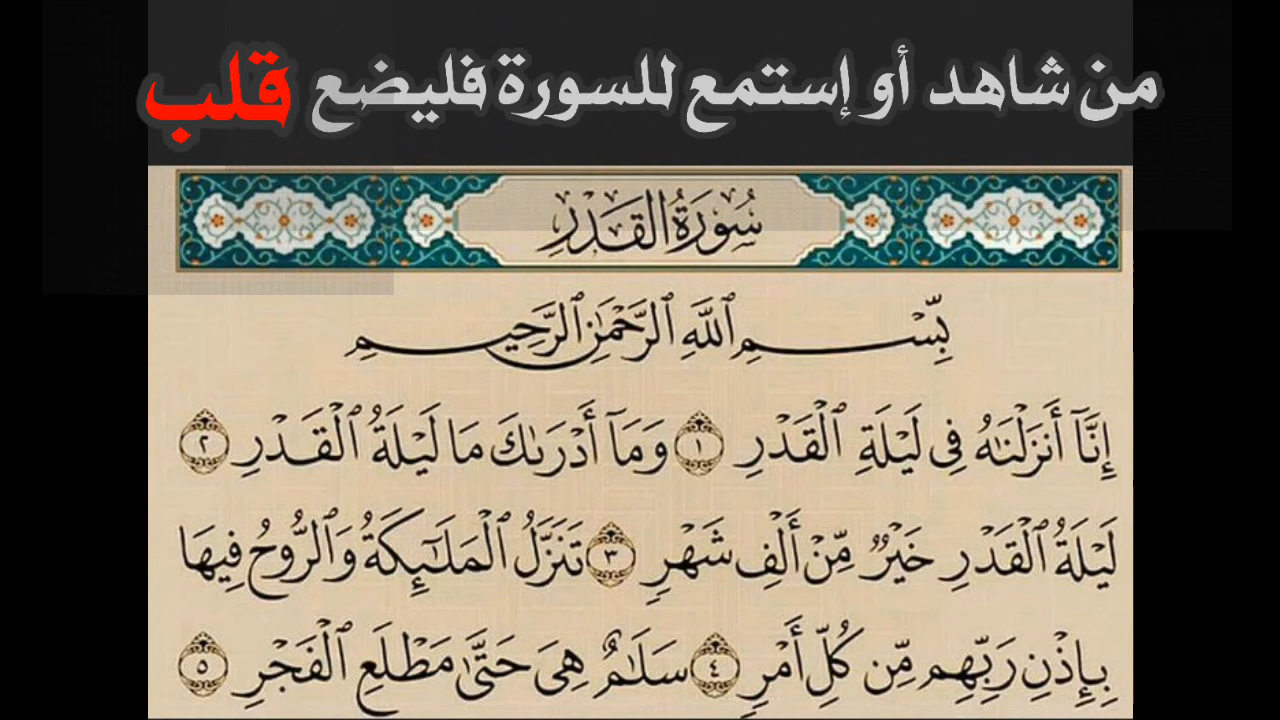 من شاهد أو إستمع للسورة فليضع قلب
سُورَةُ القَدْرِ
بِّسْمِ ٱللَّهِ ٱلرَّحْمَٰنِ ٱلرَّحِيمِ
إِنَّآ أَنزَلْنَٰهُ فِى لَيْلَةِ ٱلْقَدْرِ ١ وَمَآ أَدْرَىٰكَ مَا لَيْلَةُ ٱلْقَدْرِ ٢
لَيْلَةُ ٱلْقَدْرِ خَيْرٌ مِّنْ أَلْفِ شَهْرٍ ٣ تَنَزَّلُ ٱلْمَلَٰٓئِكَةُ وَٱلرُّوحُ فِيهَا
بِإِذْنِ رَبِّهِم مِّن كُلِّ أَمْرٍ ٤ سَلَٰمٌ هِىَ حَتَّىٰ مَطْلَعِ ٱلْفَجْرِ ٥